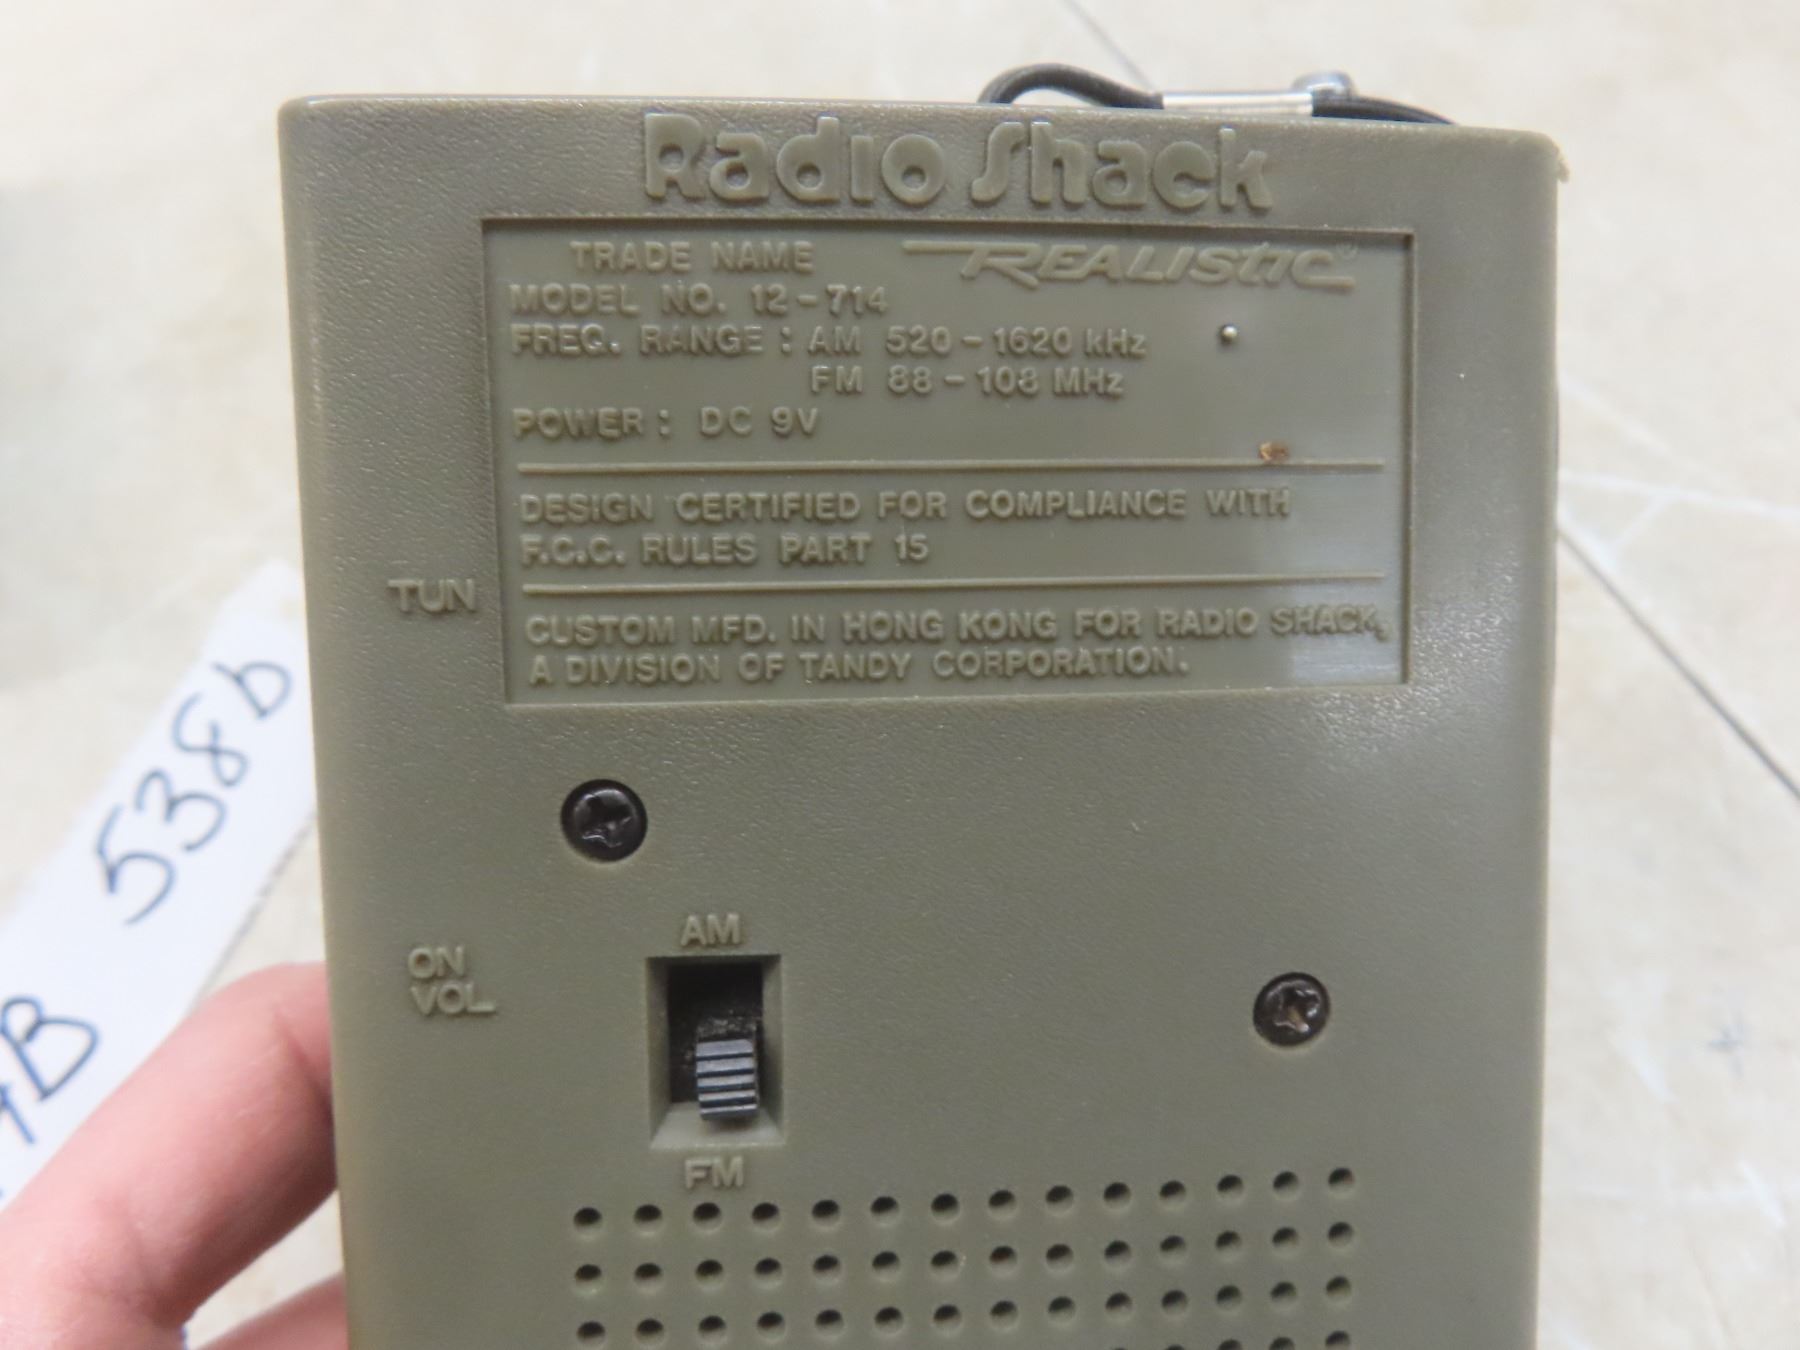 Radio Shack
TRADE NAME REALISTIC®
MODEL NO. 12-714
FREQ. RANGE : AM 520-1620 kHz
FM 88-108 MHz
POWER : DC 9V
DESIGN CERTIFIED FOR COMPLIANCE WITH
F.C.C. RULES PART 15
TUN
CUSTOM MFD. IN HONG KONG FOR RADIO SHACK,
A DIVISION OF TANDY CORPORATION.
538b
AM
ON
VOL
FM